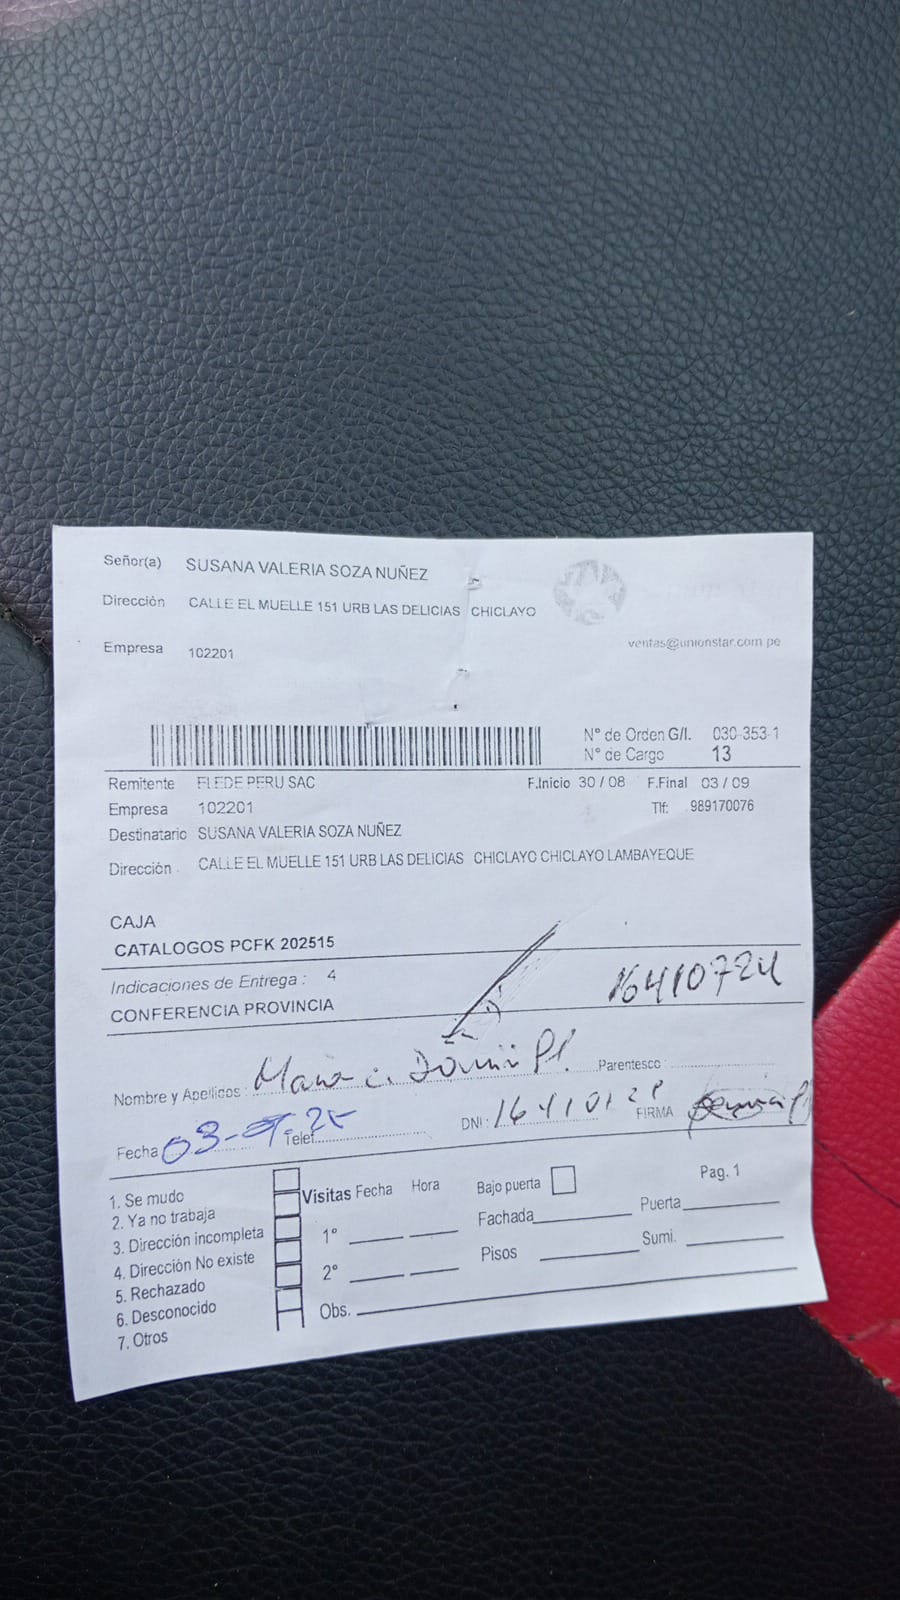 Señor(a) SUSANA VALERIA SOZA NUÑEZ
Dirección CALLE EL MUELLE 151 URB LAS DELICIAS CHICLAYO
Empresa 102201
ventas@unionstar.com.pe
N° de Orden G/I. 030-353-1
N° de Cargo 13
Remitente ELEDE PERU SAC F.Inicio 30 / 08 F.Final 03 / 09
Empresa 102201 Tlf: 989170076
Destinatario SUSANA VALERIA SOZA NUÑEZ
Dirección . CALLE EL MUELLE 151 URB LAS DELICIAS CHICLAYO CHICLAYO LAMBAYEQUE
CAJA
CATALOGOS PCFK 202515
Indicaciones de Entrega : 4
CONFERENCIA PROVINCIA
16410724
Nombre y Apellidos : Maria Parentesco :
Fecha 03-09-25 Telef. DNI : FIRMA
1. Se mudo
2. Ya no trabaja
3. Dirección incompleta
4. Dirección No existe
5. Rechazado
6. Desconocido
7. Otros
Visitas Fecha Hora
1°
2°
Obs.
Bajo puerta
Fachada
Pisos
Pag. 1
Puerta
Sumi.